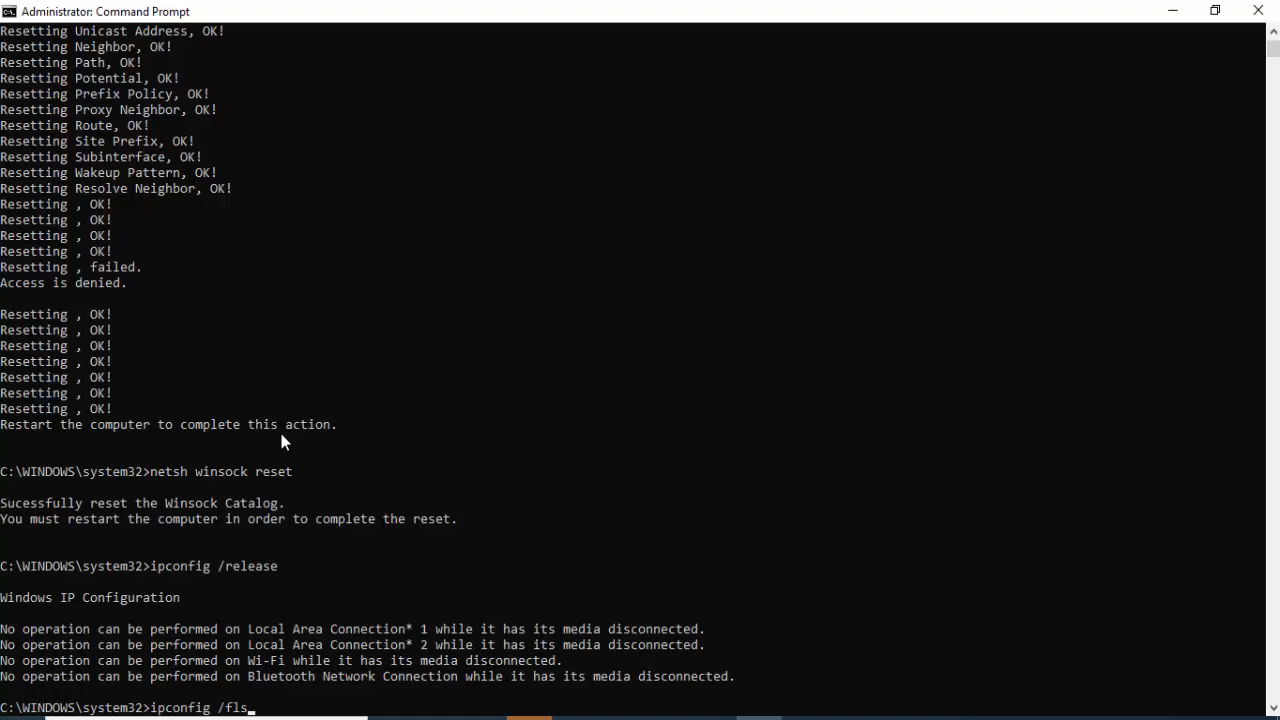 Administrator: Command Prompt
Resetting Unicast Address, OK!
Resetting Neighbor, OK!
Resetting Path, OK!
Resetting Potential, OK!
Resetting Prefix Policy, OK!
Resetting Proxy Neighbor, OK!
Resetting Route, OK!
Resetting Site Prefix, OK!
Resetting Subinterface, OK!
Resetting Wakeup Pattern, OK!
Resetting Resolve Neighbor, OK!
Resetting , OK!
Resetting , OK!
Resetting , OK!
Resetting , OK!
Resetting , failed.
Access is denied.
Resetting , OK!
Resetting , OK!
Resetting , OK!
Resetting , OK!
Resetting , OK!
Resetting , OK!
Resetting , OK!
Restart the computer to complete this action.
C:\WINDOWS\system32>netsh winsock reset
Sucessfully reset the Winsock Catalog.
You must restart the computer in order to complete the reset.
C:\WINDOWS\system32>ipconfig /release
Windows IP Configuration
No operation can be performed on Local Area Connection* 1 while it has its media disconnected.
No operation can be performed on Local Area Connection* 2 while it has its media disconnected.
No operation can be performed on Wi-Fi while it has its media disconnected.
No operation can be performed on Bluetooth Network Connection while it has its media disconnected.
C:\WINDOWS\system32>ipconfig /fls_